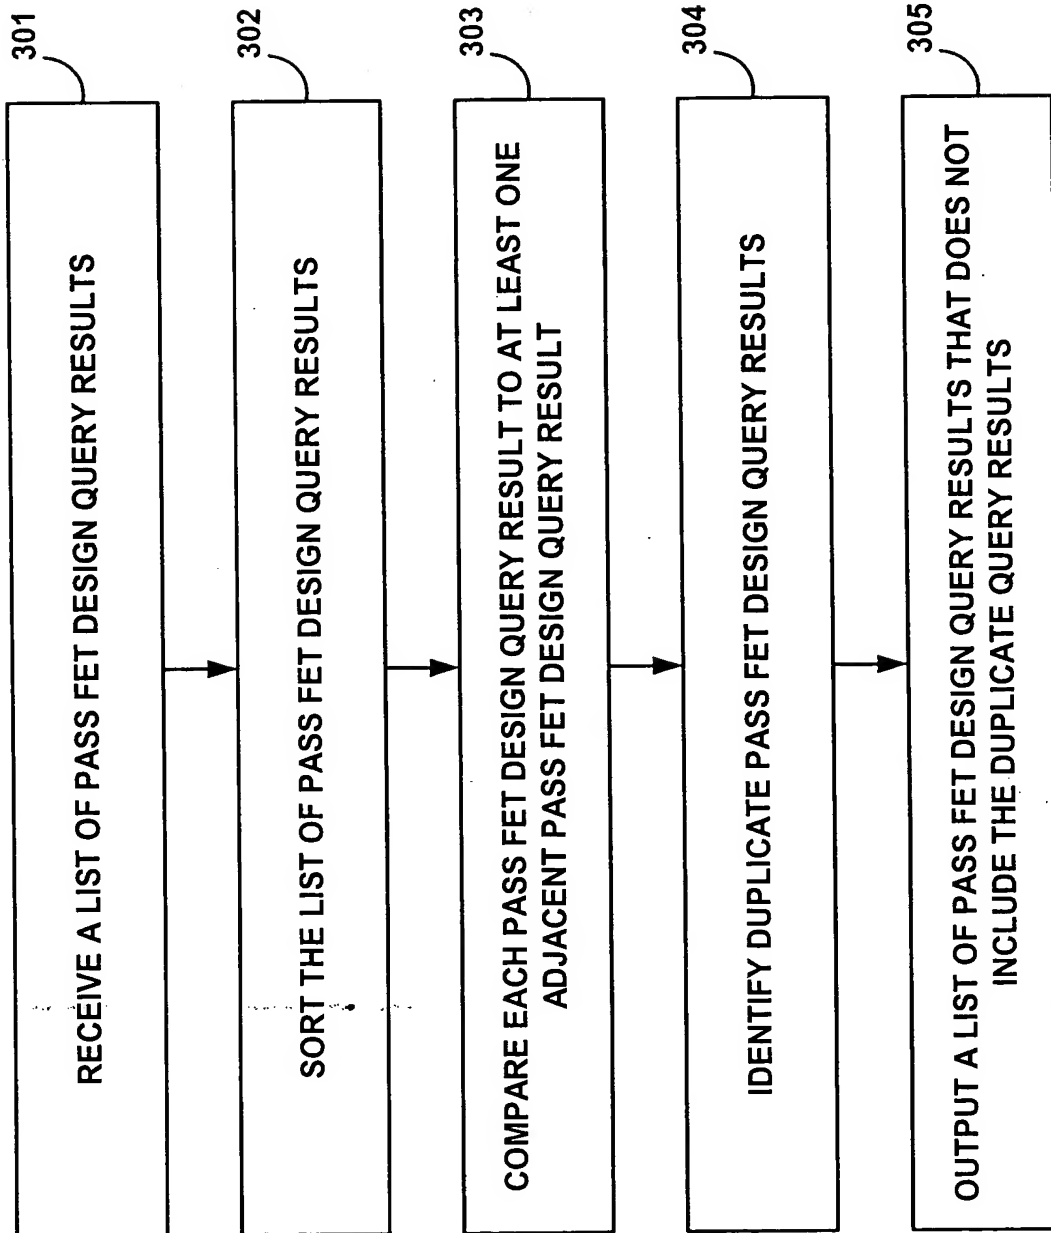 301
RECEIVE A LIST OF PASS FET DESIGN QUERY RESULTS
302
SORT THE LIST OF PASS FET DESIGN QUERY RESULTS
303
COMPARE EACH PASS FET DESIGN QUERY RESULT TO AT LEAST ONE
ADJACENT PASS FET DESIGN QUERY RESULT
304
IDENTIFY DUPLICATE PASS FET DESIGN QUERY RESULTS
305
OUTPUT A LIST OF PASS FET DESIGN QUERY RESULTS THAT DOES NOT
INCLUDE THE DUPLICATE QUERY RESULTS